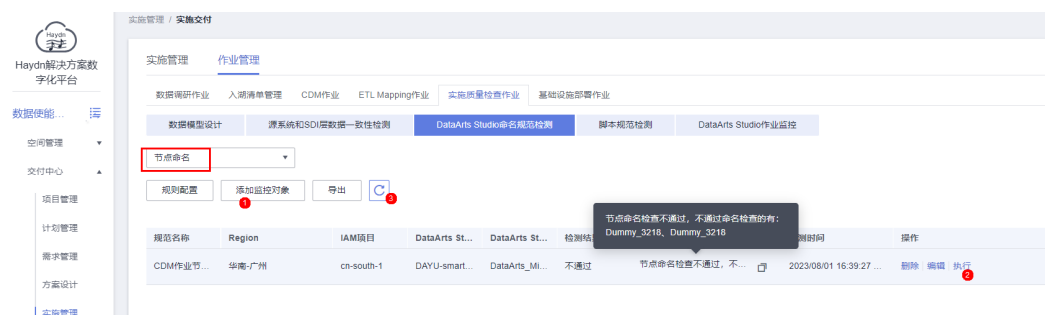 实施管理 / 实施交付
Haydn
Haydn解决方案数
字化平台
数据使能...
空间管理
交付中心
项目管理
计划管理
需求管理
方案设计
实施管理
实施管理 作业管理
数据调研作业 入湖清单管理 CDM作业 ETL Mapping作业 实施质量检查作业 基础设施部署作业
数据模型设计 源系统和SDI层数据一致性检测 DataArts Studio命名规范检测 脚本规范检测 DataArts Studio作业监控
节点命名
规则配置 添加监控对象 导出
1
3
节点命名检查不通过，不通过命名检查的有：
Dummy_3218、Dummy_3218
规范名称 Region IAM项目 DataArts St... DataArts St... 检测结 测时间 操作
CDM作业节... 华南-广州 cn-south-1 DAYU-smart... DataArts_Mi... 不通过 节点命名检查不通过，不... 2023/08/01 16:39:27 ... 删除 编辑 执行
2